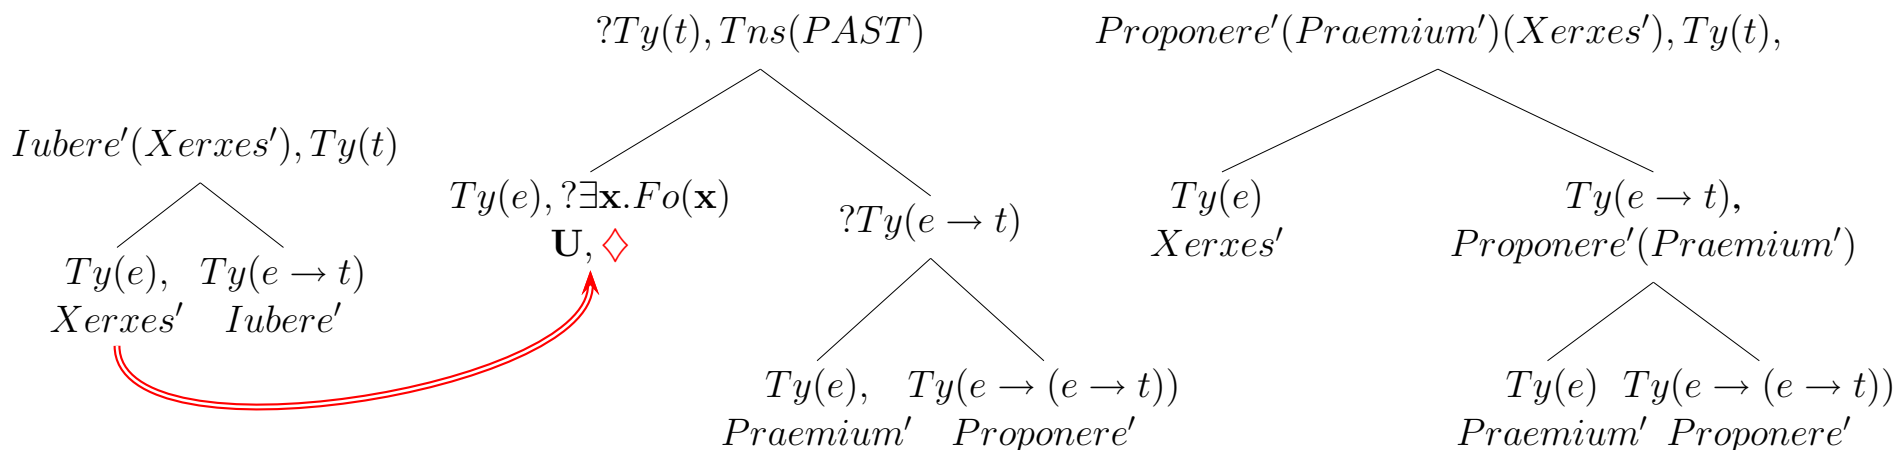 Iubere′(Xerxes′), Ty(t)
Ty(e), Ty(e → t)
Xerxes′ Iubere′
?Ty(t), Tns(PAST)
Ty(e), ?∃x.Fo(x)
U, ◇
?Ty(e → t)
Ty(e), Ty(e → (e → t))
Praemium′ Proponere′
Proponere′(Praemium′)(Xerxes′), Ty(t),
Ty(e)
Xerxes′
Ty(e → t),
Proponere′(Praemium′)
Ty(e) Ty(e → (e → t))
Praemium′ Proponere′